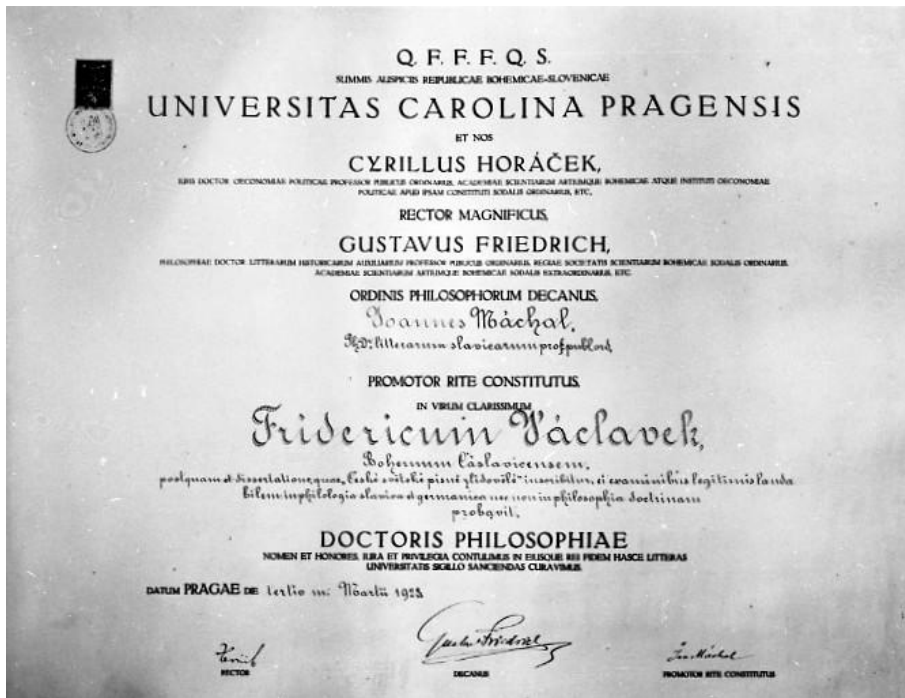 Q. F. F. F. Q. S.
SUMMIS AUSPICIIS REIPUBLICAE BOHEMICAE-SLOVENICAE
UNIVERSITAS CAROLINA PRAGENSIS
ET NOS
CYRILLUS HORÁČEK,
IURIS DOCTOR OECONOMIAE POLITICAE PROFESSOR PUBLICUS ORDINARIUS, ACADEMIAE SCIENTIARUM ARTIUMQUE BOHEMICAE ATQUE INSTITUTI OECONOMIAE
POLITICAE APUD IPSAM CONSTITUTI SODALIS ORDINARIUS, ETC.,
RECTOR MAGNIFICUS,
GUSTAVUS FRIEDRICH,
PHILOSOPHIAE DOCTOR LITTERARUM HISTORICARUM AUXILIARIUM PROFESSOR PUBLICUS ORDINARIUS, REGIAE SOCIETATIS SCIENTIARUM BOHEMICAE SODALIS ORDINARIUS,
ACADEMIAE SCIENTIARUM ARTIUMQUE BOHEMICAE SODALIS EXTRAORDINARIUS, ETC.
ORDINIS PHILOSOPHORUM DECANUS,
Joannes Máchal,
Ph.Dr. litterarum slavicarum prof. publ. ord.
PROMOTOR RITE CONSTITUTUS
IN VIRUM CLARISSIMUM
Fridericum Václavek,
Bohemum Čáslavicensem,
postquam et dissertatione, quae „České světské písně zlidovělé" inscribitur, et examinibus legitimis lauda
bilem in philologia slavica et germanica nec non in philosophia doctrinam
probavit,
DOCTORIS PHILOSOPHIAE
NOMEN ET HONORES, IURA ET PRIVILEGIA CONTULIMUS IN EIUSQUE REI FIDEM HASCE LITTERAS
UNIVERSITATIS SIGILLO SANCIENDAS CURAVIMUS.
DATUM PRAGAE DIE tertio m. Martii 1923
Gustav Friedrich
Jan Máchal
RECTOR
DECANUS
PROMOTOR RITE CONSTITUTUS